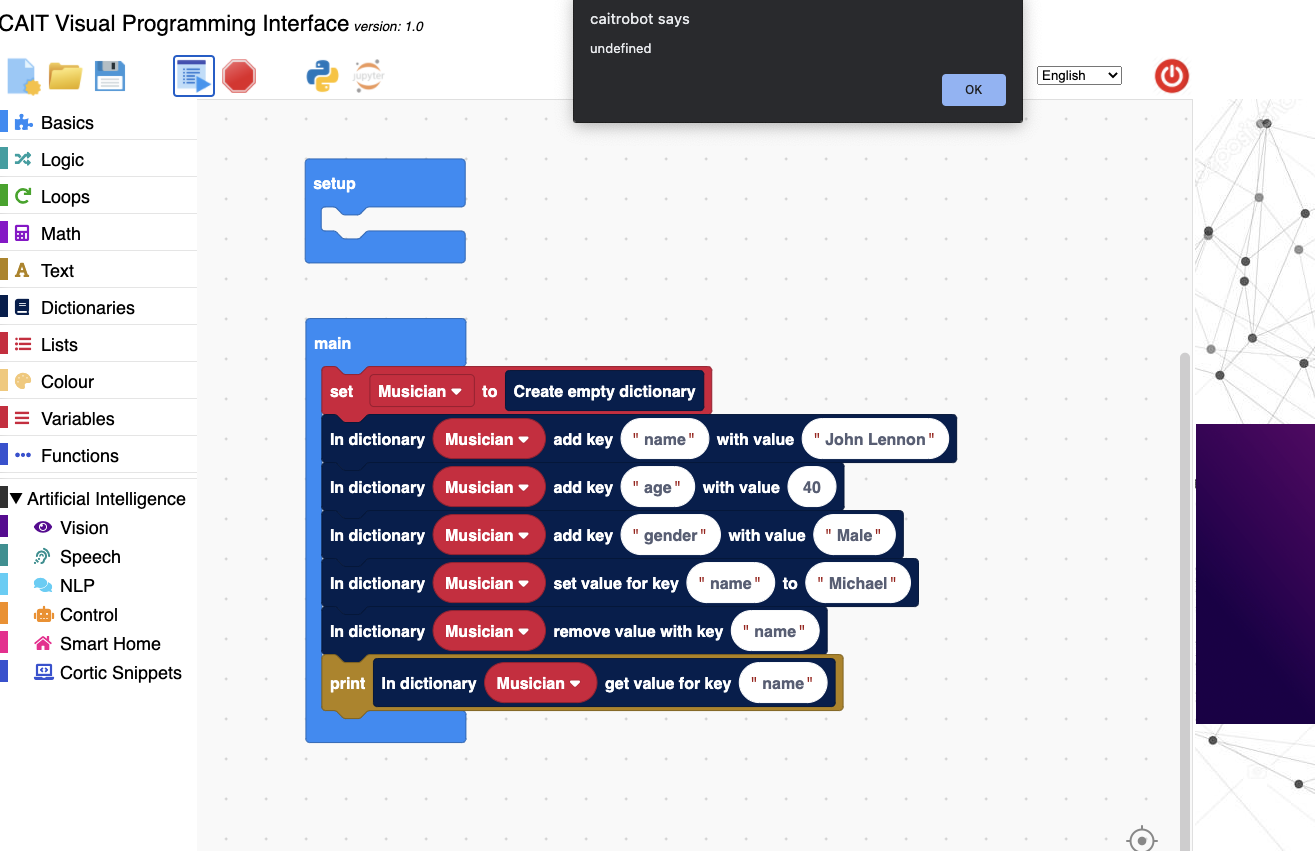 CAIT Visual Programming Interface version: 1.0
caitrobot says
undefined
OK
jupyter
English
Basics
Logic
Loops
Math
Text
Dictionaries
Lists
Colour
Variables
Functions
Artificial Intelligence
Vision
Speech
NLP
Control
Smart Home
Cortic Snippets
setup
main
set Musician to Create empty dictionary
In dictionary Musician add key "name" with value "John Lennon"
In dictionary Musician add key "age" with value 40
In dictionary Musician add key "gender" with value "Male"
In dictionary Musician set value for key "name" to "Michael"
In dictionary Musician remove value with key "name"
print In dictionary Musician get value for key "name"